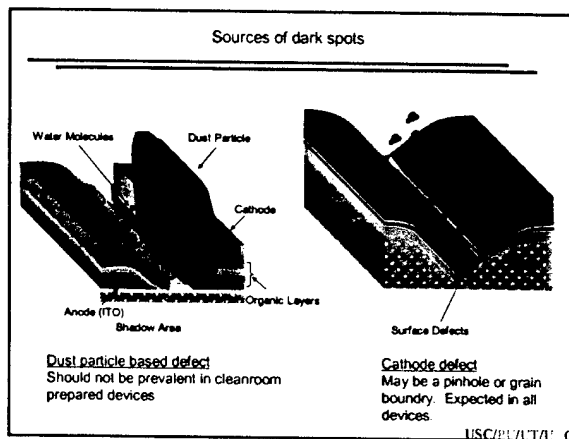 Sources of dark spots
Water Molecules
Dust Particle
Cathode
Organic Layers
Anode (ITO)
Shadow Area
Surface Defects
Dust particle based defect
Should not be prevalent in cleanroom
prepared devices
Cathode defect
May be a pinhole or grain
boundry. Expected in all
devices.